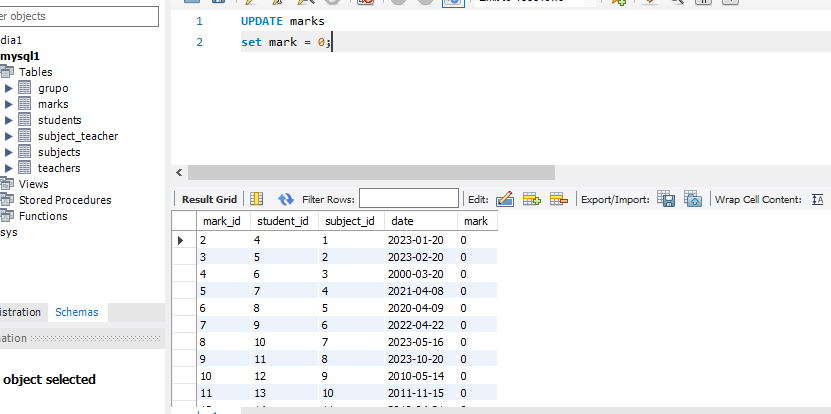 er objects
dia1
mysql1
Tables
grupo
marks
students
subject_teacher
subjects
teachers
Views
Stored Procedures
Functions
sys
istration Schemas
nation
object selected
1 UPDATE marks
2 set mark = 0;
Result Grid Filter Rows: Edit: Export/Import: Wrap Cell Content:
mark_id student_id subject_id date mark
2 4 1 2023-01-20 0
3 5 2 2023-02-20 0
4 6 3 2000-03-20 0
5 7 4 2021-04-08 0
6 8 5 2020-04-09 0
7 9 6 2022-04-22 0
8 10 7 2023-05-16 0
9 11 8 2023-10-20 0
10 12 9 2010-05-14 0
11 13 10 2011-11-15 0